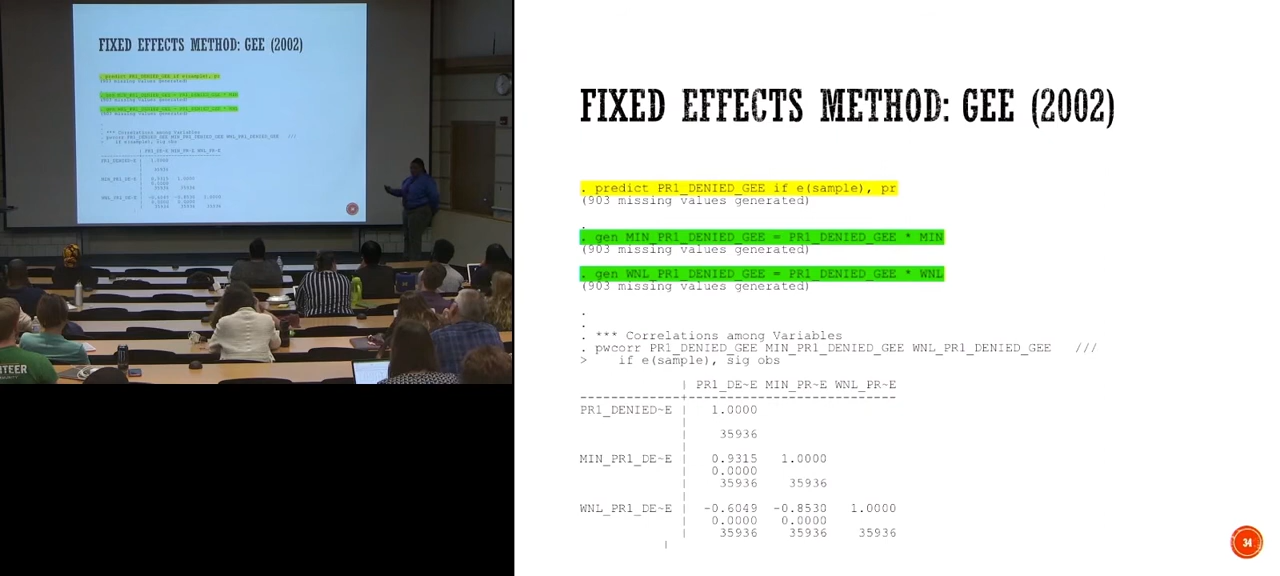 FIXED EFFECTS METHOD: GEE (2002)
FIXED EFFECTS METHOD: GEE (2002)
. predict PR1_DENIED_GEE if e(sample), pr
(903 missing values generated)
.
. gen MIN_PR1_DENIED_GEE = PR1_DENIED_GEE * MIN
(903 missing values generated)
. gen WNL_PR1_DENIED_GEE = PR1_DENIED_GEE * WNL
(903 missing values generated)
.
.
. *** Correlations among Variables
. pwcorr PR1_DENIED_GEE MIN_PR1_DENIED_GEE WNL_PR1_DENIED_GEE ///
> if e(sample), sig obs
| PR1_DE~E MIN_PR~E WNL_PR~E
-------------+---------------------------
PR1_DENIED~E | 1.0000
|
| 35936
|
MIN_PR1_DE~E | 0.9315 1.0000
| 0.0000
| 35936 35936
|
WNL_PR1_DE~E | -0.6049 -0.8530 1.0000
| 0.0000 0.0000
| 35936 35936 35936
|
34
TEER